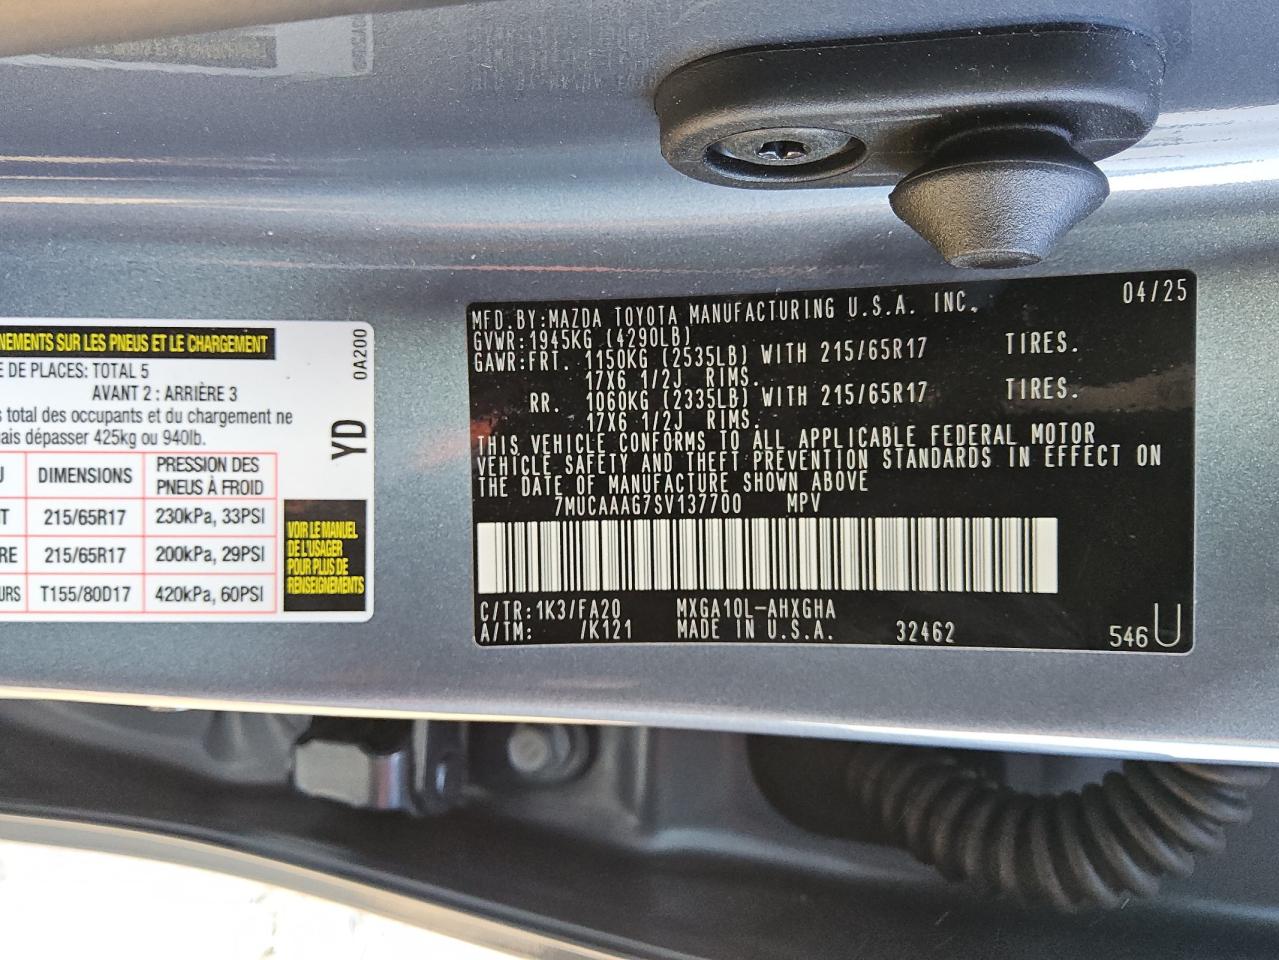 NEMENTS SUR LES PNEUS ET LE CHARGEMENT
E DE PLACES: TOTAL 5
AVANT 2 : ARRIÈRE 3
s total des occupants et du chargement ne
ais dépasser 425kg ou 940lb.
U DIMENSIONS PRESSION DES PNEUS À FROID
T 215/65R17 230kPa, 33PSI
RE 215/65R17 200kPa, 29PSI
URS T155/80D17 420kPa, 60PSI
0A200
YD
VOIR LE MANUEL
DE L'USAGER
POUR PLUS DE
RENSEIGNEMENTS
MFD.BY:MAZDA TOYOTA MANUFACTURING U.S.A. INC. 04/25
GVWR:1945KG (4290LB)
GAWR:FRT. 1150KG (2535LB) WITH 215/65R17 TIRES.
17X6 1/2J RIMS.
RR. 1060KG (2335LB) WITH 215/65R17 TIRES.
17X6 1/2J RIMS.
THIS VEHICLE CONFORMS TO ALL APPLICABLE FEDERAL MOTOR
VEHICLE SAFETY AND THEFT PREVENTION STANDARDS IN EFFECT ON
THE DATE OF MANUFACTURE SHOWN ABOVE
7MUCAAAG7SV137700 MPV
C/TR:1K3/FA20 MXGA10L-AHXGHA
A/TM: /K121 MADE IN U.S.A. 32462 546 U